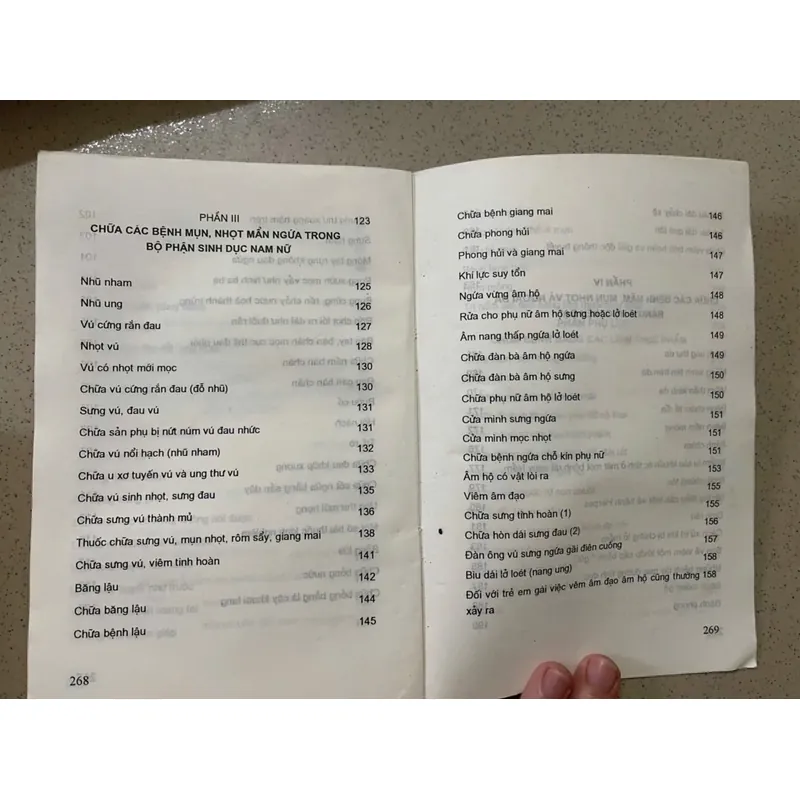 PHẦN III 123
CHỮA CÁC BỆNH MỤN, NHỌT MẨN NGỨA TRONG
BỘ PHẬN SINH DỤC NAM NỮ
Nhũ nham 125
Nhũ ung 126
Vú cứng rắn đau 127
Nhọt vú 128
Vú có nhọt mới mọc 130
Chữa vú cứng rắn đau (đỗ nhũ) 130
Sưng vú, đau vú 131
Chữa sản phụ bị nứt núm vú đau nhức 131
Chữa vú nổi hạch (nhũ nham) 132
Chữa u xơ tuyến vú và ung thư vú 133
Chữa vú sinh nhọt, sưng đau 135
Chữa sưng vú thành mủ 136
Thuốc chữa sưng vú, mụn nhọt, rôm sẩy, giang mai 138
Chữa sưng vú, viêm tinh hoàn 141
Băng lậu 142
Chữa băng lậu 144
Chữa bệnh lậu 145
268
Chữa bệnh giang mai 146
Chữa phong hủi 146
Phong hủi và giang mai 147
Khí lực suy tổn 147
Ngứa vừng âm hộ 148
Rửa cho phụ nữ âm hộ sưng hoặc lở loét 148
Âm nang thấp ngứa lở loét 149
Chữa đàn bà âm hộ ngứa 149
Chữa đàn bà âm hộ sưng 150
Chữa phụ nữ âm hộ lở loét 150
Cửa mình sưng ngứa 151
Cửa mình mọc nhọt 151
Chữa bệnh ngứa chỗ kín phụ nữ 151
Âm hộ có vật lòi ra 153
Viêm âm đạo 155
Chữa sưng tinh hoàn (1) 155
Chữa hòn dái sưng đau (2) 156
Đàn ông vú sưng ngứa gãi điên cuồng 157
Bìu dái lở loét (nang ung) 158
Đối với trẻ em gái việc viêm âm đạo âm hộ cũng thường 158
xảy ra
269